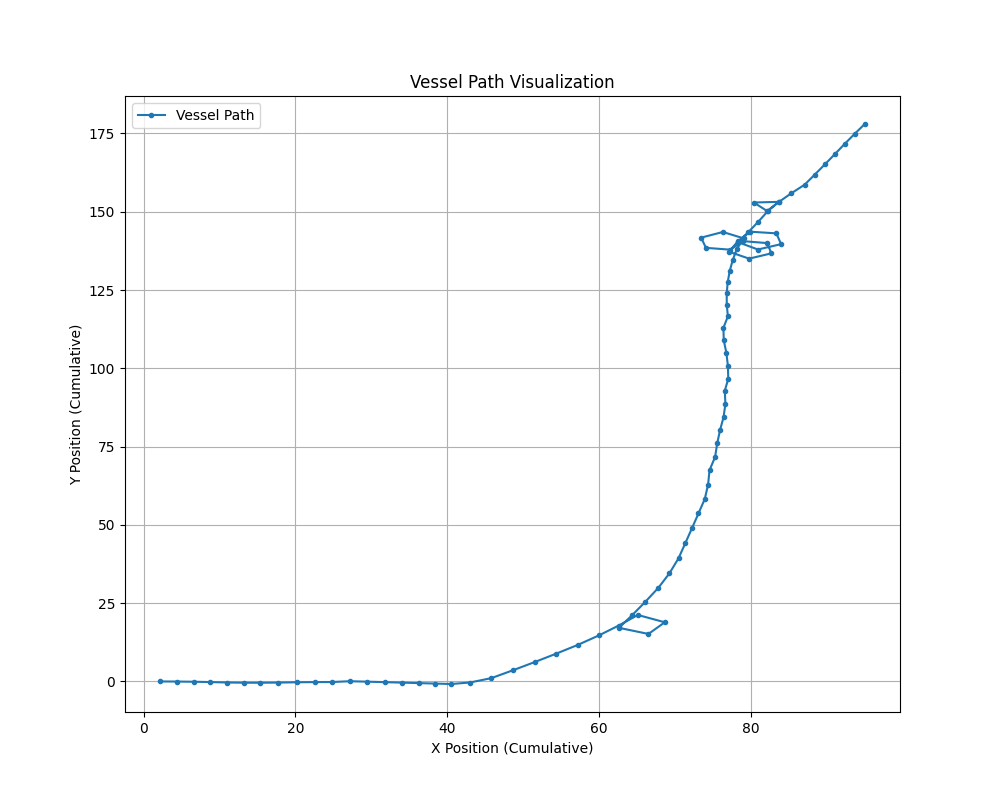 Vessel Path Visualization
Vessel Path
175
150
125
100
75
50
25
0
Y Position (Cumulative)
0 20 40 60 80
X Position (Cumulative)